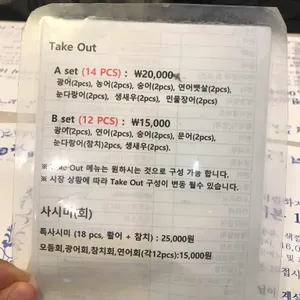 Take Out
A set (14 PCS) : ₩20,000
광어(2pcs), 농어(2pcs), 숭어(2pcs), 연어뱃살(2pcs),
눈다랑어(2pcs), 생새우(2pcs), 민물장어(2pcs)
B set (12 PCS) : ₩15,000
광어(2pcs), 연어(2pcs), 숭어(2pcs), 문어(2pcs),
눈다랑어(참치)2pcs, 생새우(2pcs).
※ Take Out 메뉴는 원하시는 것으로 구성 가능 합니다.
※ 시장 상황에 따라 Take Out 구성이 변동 될수 있습니다.
사시미(회)
특사시미 (18 pcs, 활어 + 참치) : 25,000원
모듬회,광어회,참치회,연어회(각12pcs):15,000원